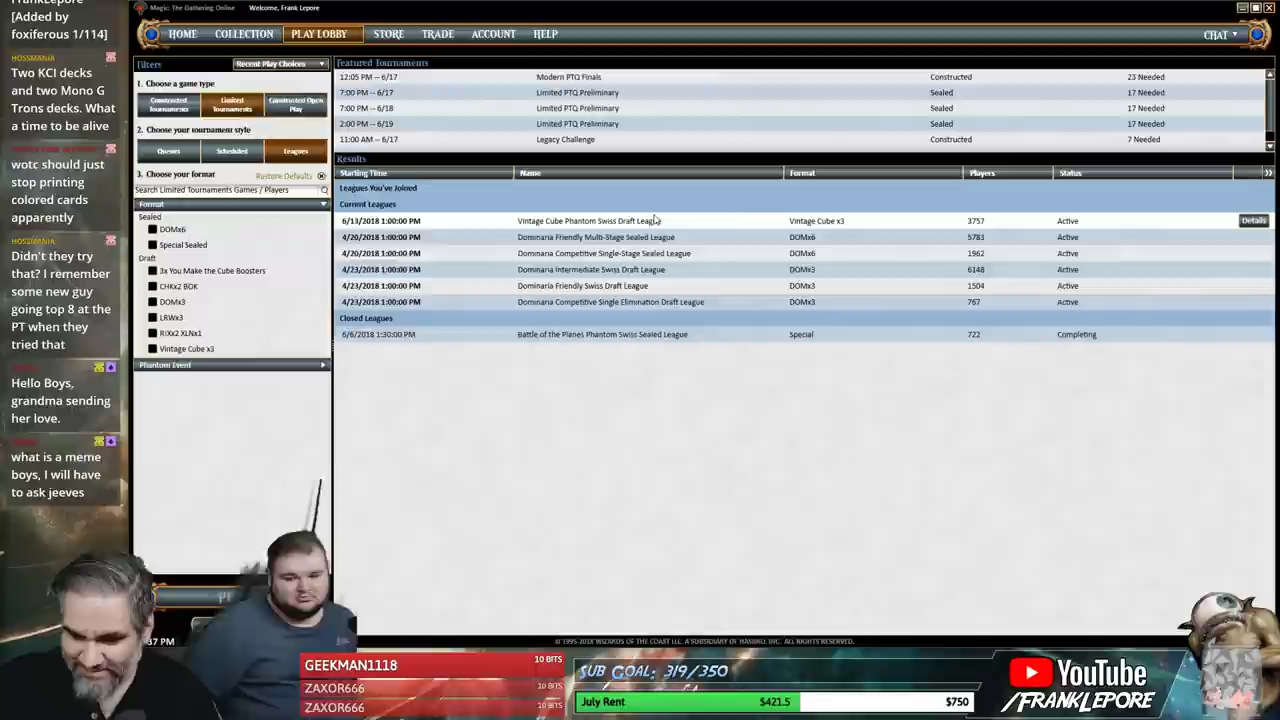 FrankLepore
foxiferous 1/114]
HOSSMANIA
Two KCI decks
and two Mono G
Trons decks. What
a time to be alive
wotc should just
stop printing
colored cards
apparently
HOSSMANIA
Didn't they try
that? I remember
some new guy
going top 8 at the
PT when they
tried that
Hello Boys,
grandma sending
her love.
what is a meme
boys, I will have
to ask jeeves
Magic: The Gathering Online Welcome, Frank Lepore
HOME COLLECTION PLAY LOBBY STORE TRADE ACCOUNT HELP CHAT
Filters Recent Play Choices
1. Choose a game type
Constructed Tournaments Limited Tournaments Constructed Open Play
2. Choose your tournament style
Queues Scheduled Leagues
3. Choose your format Restore Defaults
Search Limited Tournaments Games / Players
Format
Sealed
DOMx6
Special Sealed
Draft
3x You Make the Cube Boosters
CHKx2 BOK
DOMx3
LRWx3
RIXx2 XLNx1
Vintage Cube x3
Phantom Event
Featured Tournaments
12:05 PM -- 6/17 Modern PTQ Finals Constructed 23 Needed
7:00 PM -- 6/17 Limited PTQ Preliminary Sealed 17 Needed
7:00 PM -- 6/18 Limited PTQ Preliminary Sealed 17 Needed
2:00 PM -- 6/19 Limited PTQ Preliminary Sealed 17 Needed
11:00 AM -- 6/17 Legacy Challenge Constructed 7 Needed
Results
Starting Time Name Format Players Status
Leagues You've Joined
Current Leagues
6/13/2018 1:00:00 PM Vintage Cube Phantom Swiss Draft League Vintage Cube x3 3757 Active Details
4/20/2018 1:00:00 PM Dominaria Friendly Multi-Stage Sealed League DOMx6 5783 Active
4/20/2018 1:00:00 PM Dominaria Competitive Single-Stage Sealed League DOMx6 1962 Active
4/23/2018 1:00:00 PM Dominaria Intermediate Swiss Draft League DOMx3 6148 Active
4/23/2018 1:00:00 PM Dominaria Friendly Swiss Draft League DOMx3 1504 Active
4/23/2018 1:00:00 PM Dominaria Competitive Single Elimination Draft League DOMx3 767 Active
Closed Leagues
6/6/2018 1:30:00 PM Battle of the Planes Phantom Swiss Sealed League Special 722 Completing
:37 PM
© 1995-2018 WIZARDS OF THE COAST LLC, A SUBSIDIARY OF HASBRO, INC. ALL RIGHTS RESERVED.
GEEKMAN1118 10 BITS
ZAXOR666 10 BITS
ZAXOR666 10 BITS
SUB GOAL: 319/350
July Rent $421.5 $750
YouTube
/FRANKLEPORE